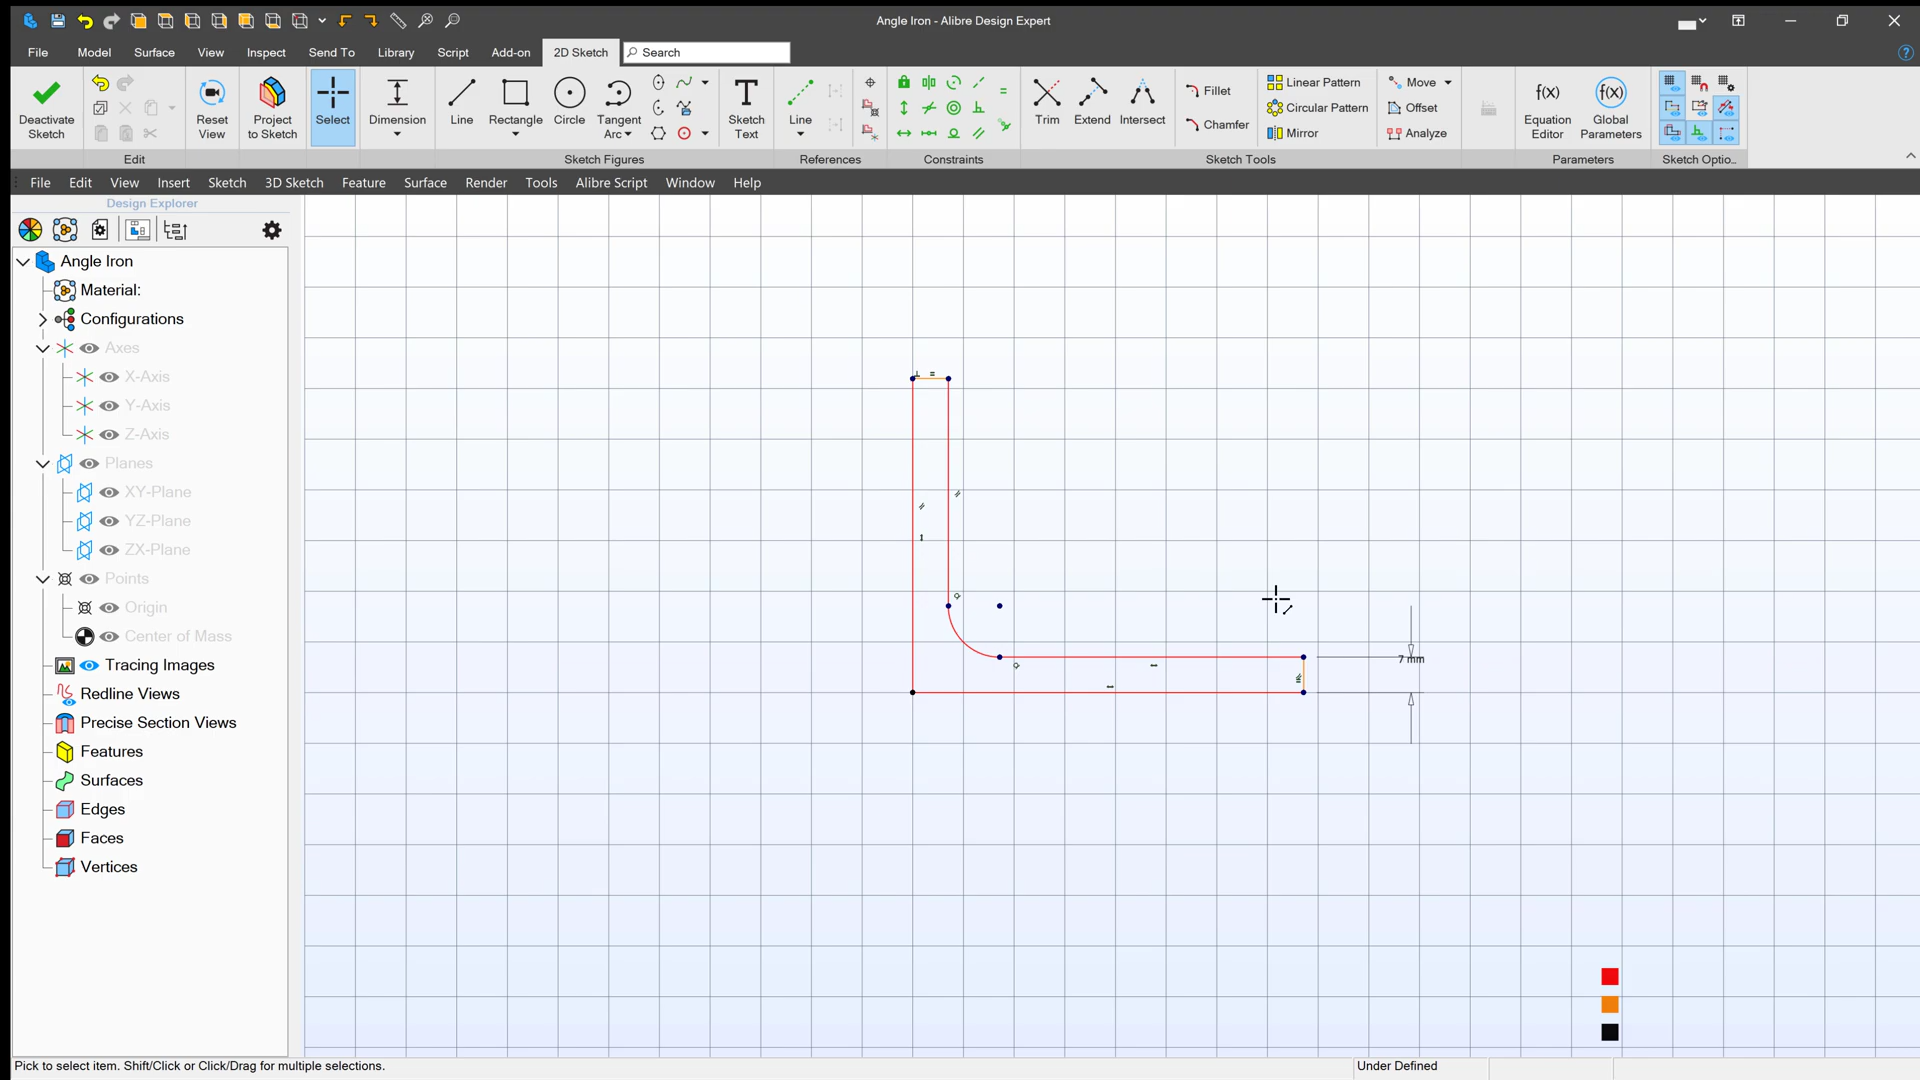 Angle Iron - Alibre Design Expert
File Model Surface View Inspect Send To Library Script Add-on 2D Sketch Search
Deactivate Sketch
Edit
Reset View
Project to Sketch
Select
Dimension
Line
Rectangle
Circle
Tangent Arc
Sketch Text
Sketch Figures
Line
References
Constraints
Trim
Extend
Intersect
Fillet
Chamfer
Linear Pattern
Circular Pattern
Mirror
Move
Offset
Analyze
Sketch Tools
f(x)
Equation Editor
f(x)
Global Parameters
Parameters
Sketch Optio..
File Edit View Insert Sketch 3D Sketch Feature Surface Render Tools Alibre Script Window Help
Design Explorer
Angle Iron
Material:
Configurations
Axes
X-Axis
Y-Axis
Z-Axis
Planes
XY-Plane
YZ-Plane
ZX-Plane
Points
Origin
Center of Mass
Tracing Images
Redline Views
Precise Section Views
Features
Surfaces
Edges
Faces
Vertices
7 mm
Pick to select item. Shift/Click or Click/Drag for multiple selections.
Under Defined